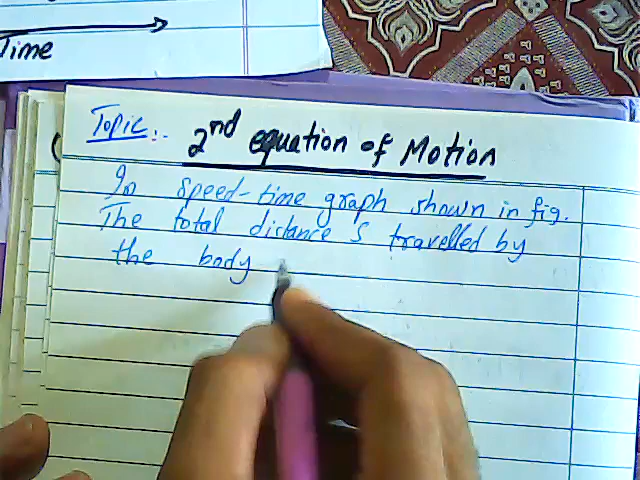 Time
Topic:-
2nd equation of Motion
In speed-time graph shown in fig.
The total distance S travelled by
the body